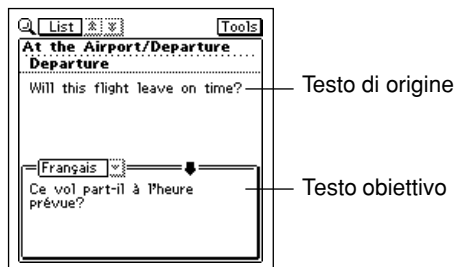 List Tools
At the Airport/Departure
Departure
Will this flight leave on time?
Testo di origine
Français
Ce vol part-il à l'heure
prévue?
Testo obiettivo